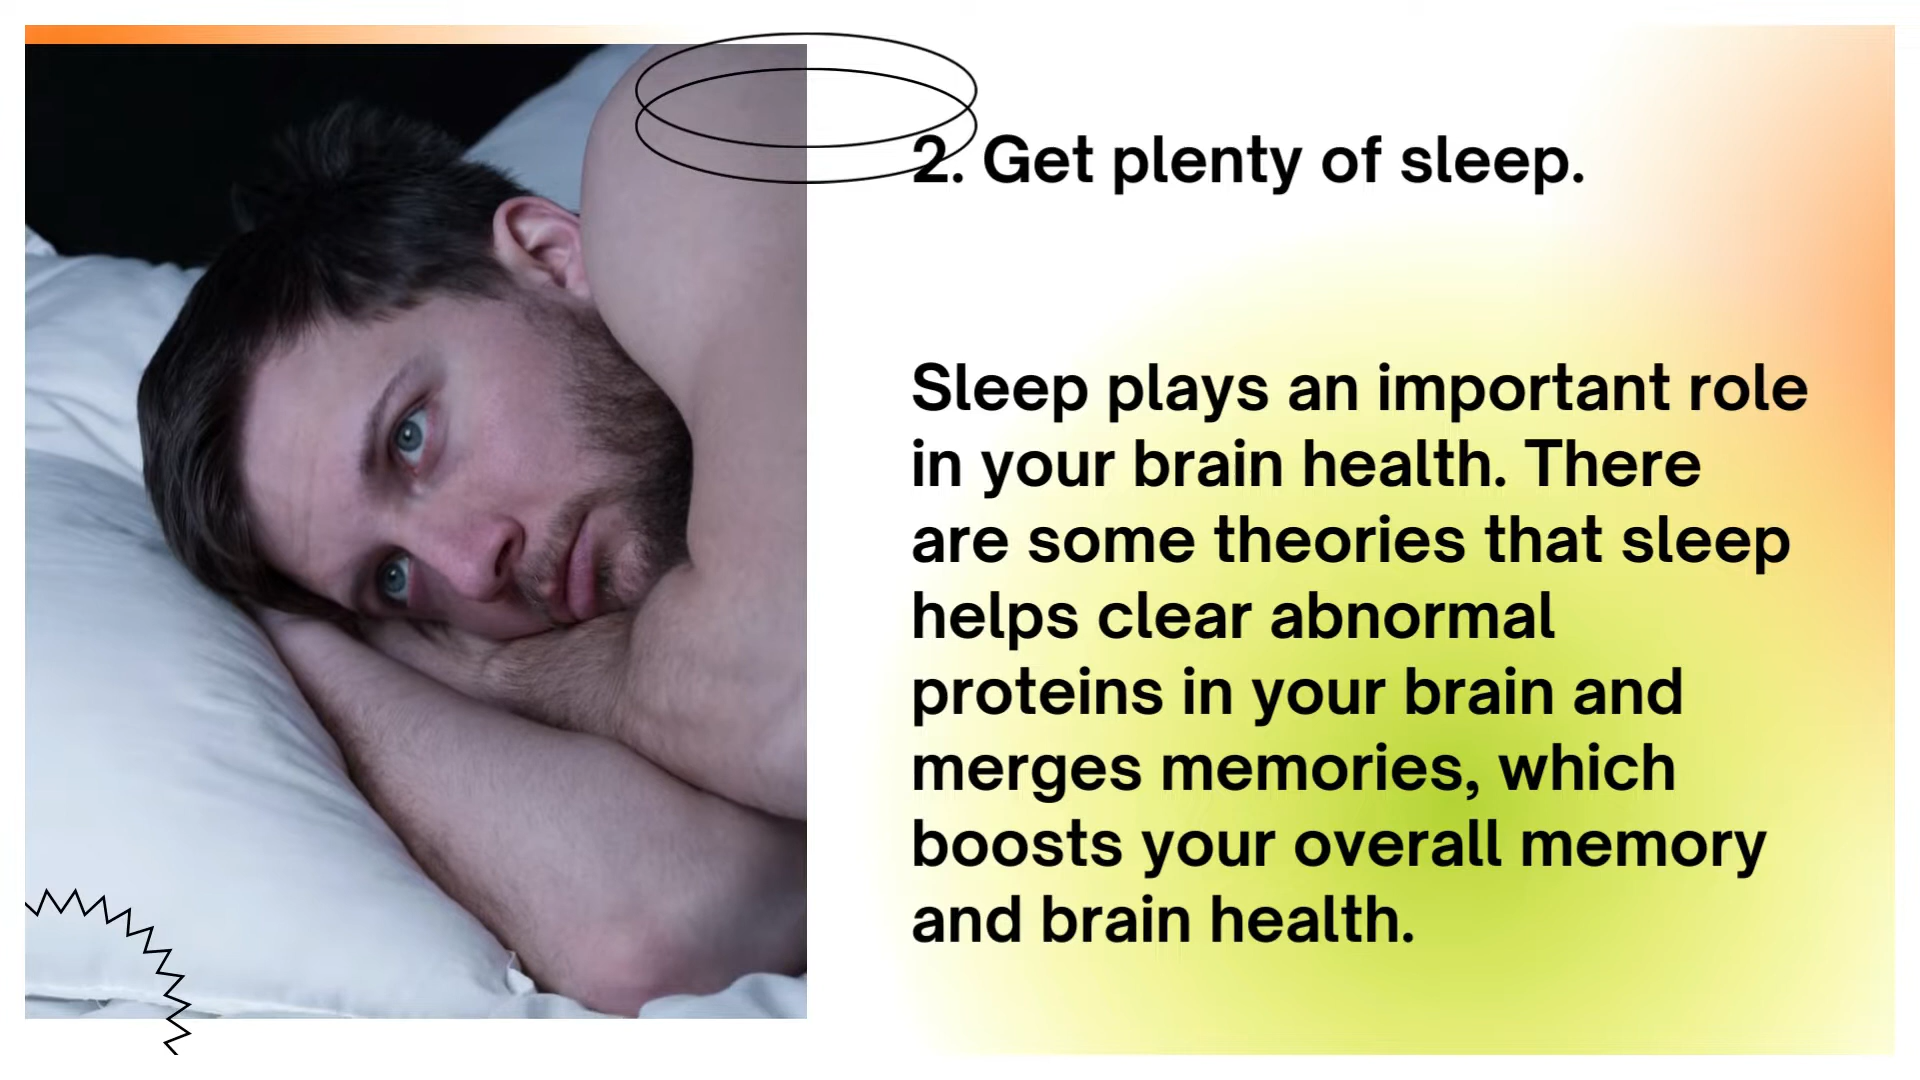 2. Get plenty of sleep.
Sleep plays an important role
in your brain health. There
are some theories that sleep
helps clear abnormal
proteins in your brain and
merges memories, which
boosts your overall memory
and brain health.